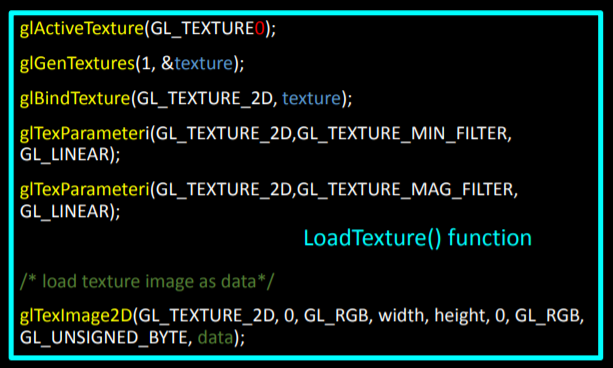 glActiveTexture(GL_TEXTURE0);
glGenTextures(1, &texture);
glBindTexture(GL_TEXTURE_2D, texture);
glTexParameteri(GL_TEXTURE_2D,GL_TEXTURE_MIN_FILTER,
GL_LINEAR);
glTexParameteri(GL_TEXTURE_2D,GL_TEXTURE_MAG_FILTER,
GL_LINEAR);
LoadTexture() function
/* load texture image as data*/
glTexImage2D(GL_TEXTURE_2D, 0, GL_RGB, width, height, 0, GL_RGB,
GL_UNSIGNED_BYTE, data);